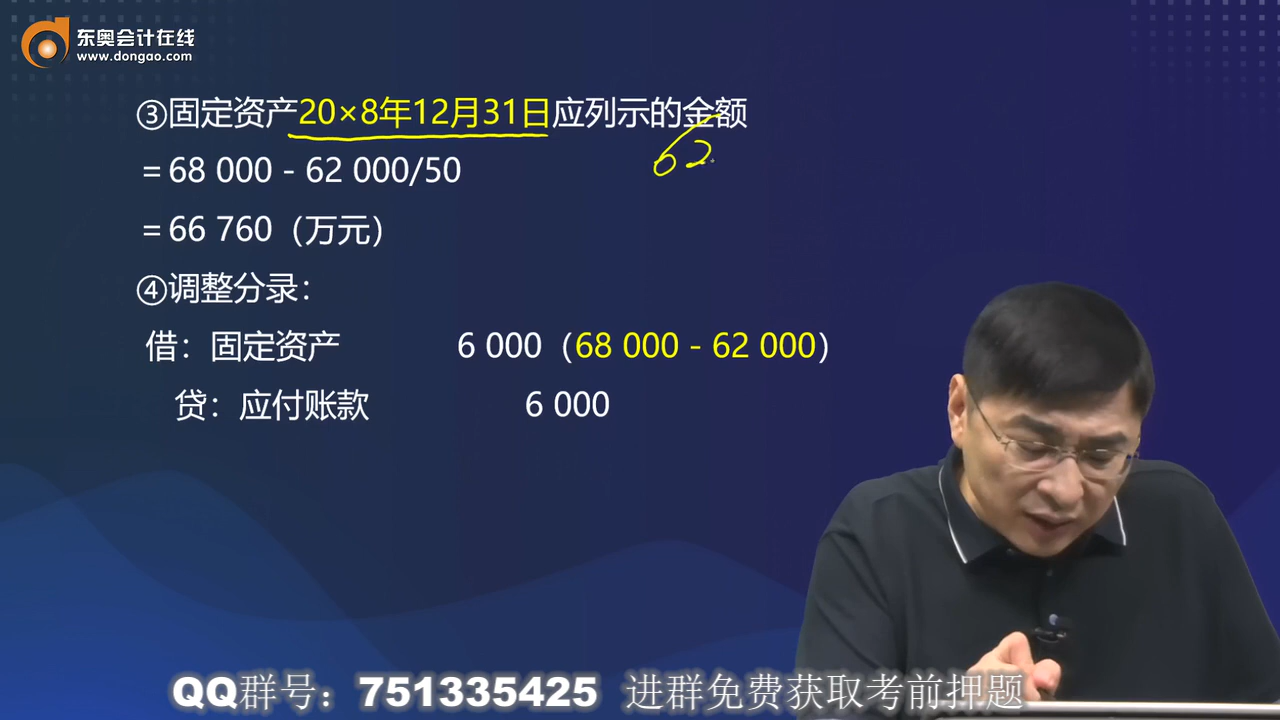 东奥会计在线
www.dongao.com
③固定资产20×8年12月31日应列示的金额
＝68 000－62 000/50
62
＝66 760（万元）
④调整分录：
借：固定资产 6 000（68 000－62 000）
贷：应付账款 6 000
QQ群号：751335425 进群免费获取考前押题